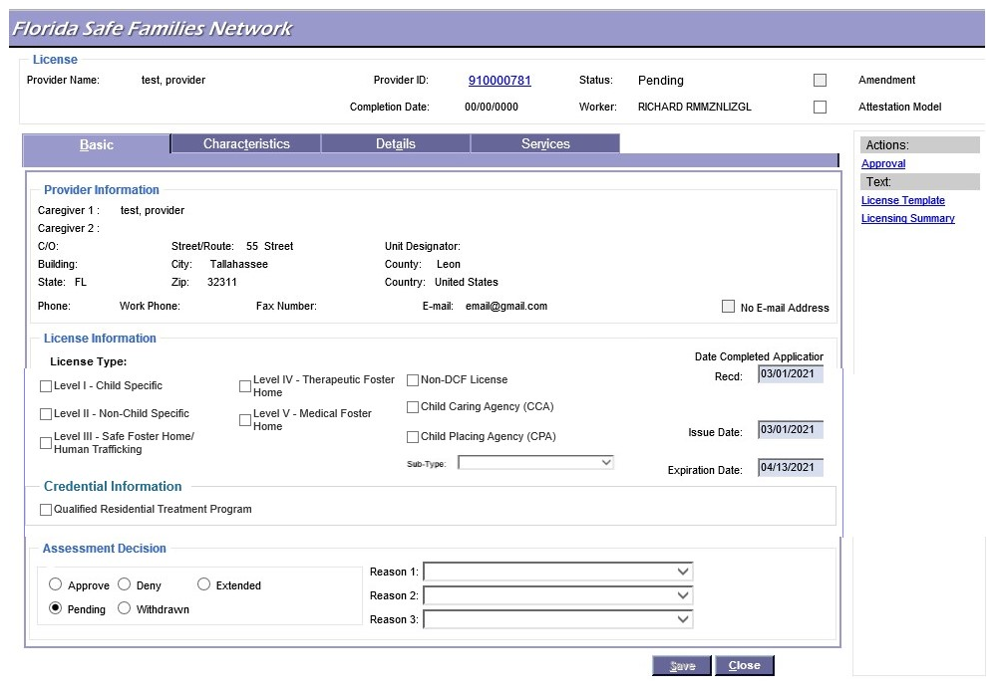 Florida Safe Families Network
License
Provider Name: test, provider Provider ID: 910000781 Status: Pending Amendment
Completion Date: 00/00/0000 Worker: RICHARD RMMZNLIZGL Attestation Model
Basic Characteristics Details Services
Actions:
Approval
Text:
License Template
Licensing Summary
Provider Information
Caregiver 1 : test, provider
Caregiver 2 :
C/O: Street/Route: 55 Street Unit Designator:
Building: City: Tallahassee County: Leon
State: FL Zip: 32311 Country: United States
Phone: Work Phone: Fax Number: E-mail: email@gmail.com No E-mail Address
License Information
License Type:
Level I - Child Specific
Level II - Non-Child Specific
Level III - Safe Foster Home/
Human Trafficking
Level IV - Therapeutic Foster
Home
Level V - Medical Foster
Home
Non-DCF License
Child Caring Agency (CCA)
Child Placing Agency (CPA)
Sub-Type:
Date Completed Applicatior
Recd: 03/01/2021
Issue Date: 03/01/2021
Expiration Date: 04/13/2021
Credential Information
Qualified Residential Treatment Program
Assessment Decision
Approve Deny Extended
Pending Withdrawn
Reason 1:
Reason 2:
Reason 3:
Save Close